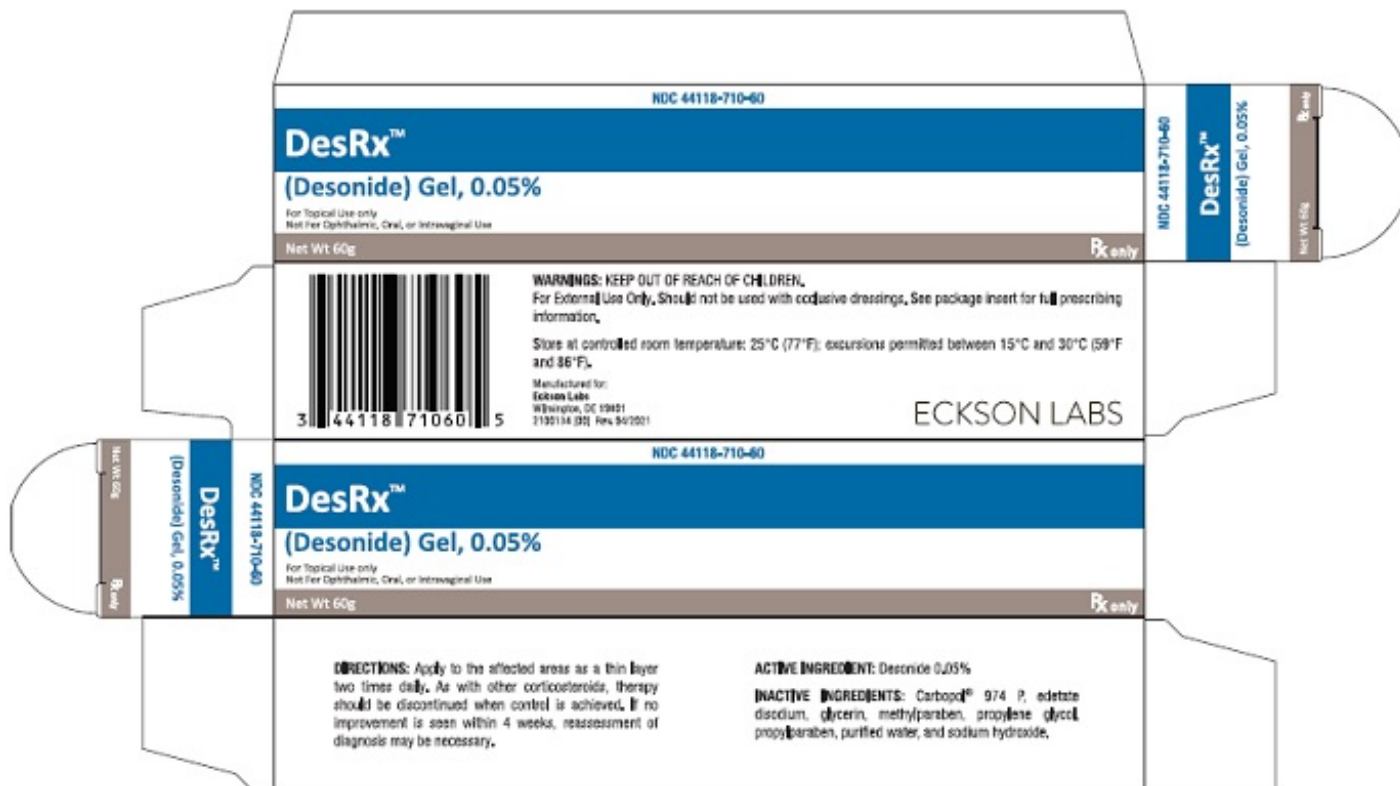 NDC 44118-710-60
DesRx™
(Desonide) Gel, 0.05%
For Topical Use only
Not For Ophthalmic, Oral, or Intravaginal Use
Net Wt 60g
Rx only
NDC 44118-710-60
DesRx™
(Desonide) Gel, 0.05%
Net Wt 60g
Rx only
WARNINGS: KEEP OUT OF REACH OF CHILDREN.
For External Use Only. Should not be used with occlusive dressings. See package insert for full prescribing
information.
Store at controlled room temperature: 25°C (77°F); excursions permitted between 15°C and 30°C (59°F
and 86°F).
Manufactured for:
Eckson Labs
Wilmington, DE 19801
2100114 (00) Rev. 04/2021
ECKSON LABS
3 44118 71060 5
NDC 44118-710-60
DesRx™
(Desonide) Gel, 0.05%
Net Wt 60g
Rx only
NDC 44118-710-60
DesRx™
(Desonide) Gel, 0.05%
For Topical Use only
Not For Ophthalmic, Oral, or Intravaginal Use
Net Wt 60g
Rx only
DIRECTIONS: Apply to the affected areas as a thin layer
two times daily. As with other corticosteroids, therapy
should be discontinued when control is achieved. If no
improvement is seen within 4 weeks, reassessment of
diagnosis may be necessary.
ACTIVE INGREDIENT: Desonide 0.05%
INACTIVE INGREDIENTS: Carbopol® 974 P, edetate
disodium, glycerin, methylparaben, propylene glycol,
propylparaben, purified water, and sodium hydroxide.